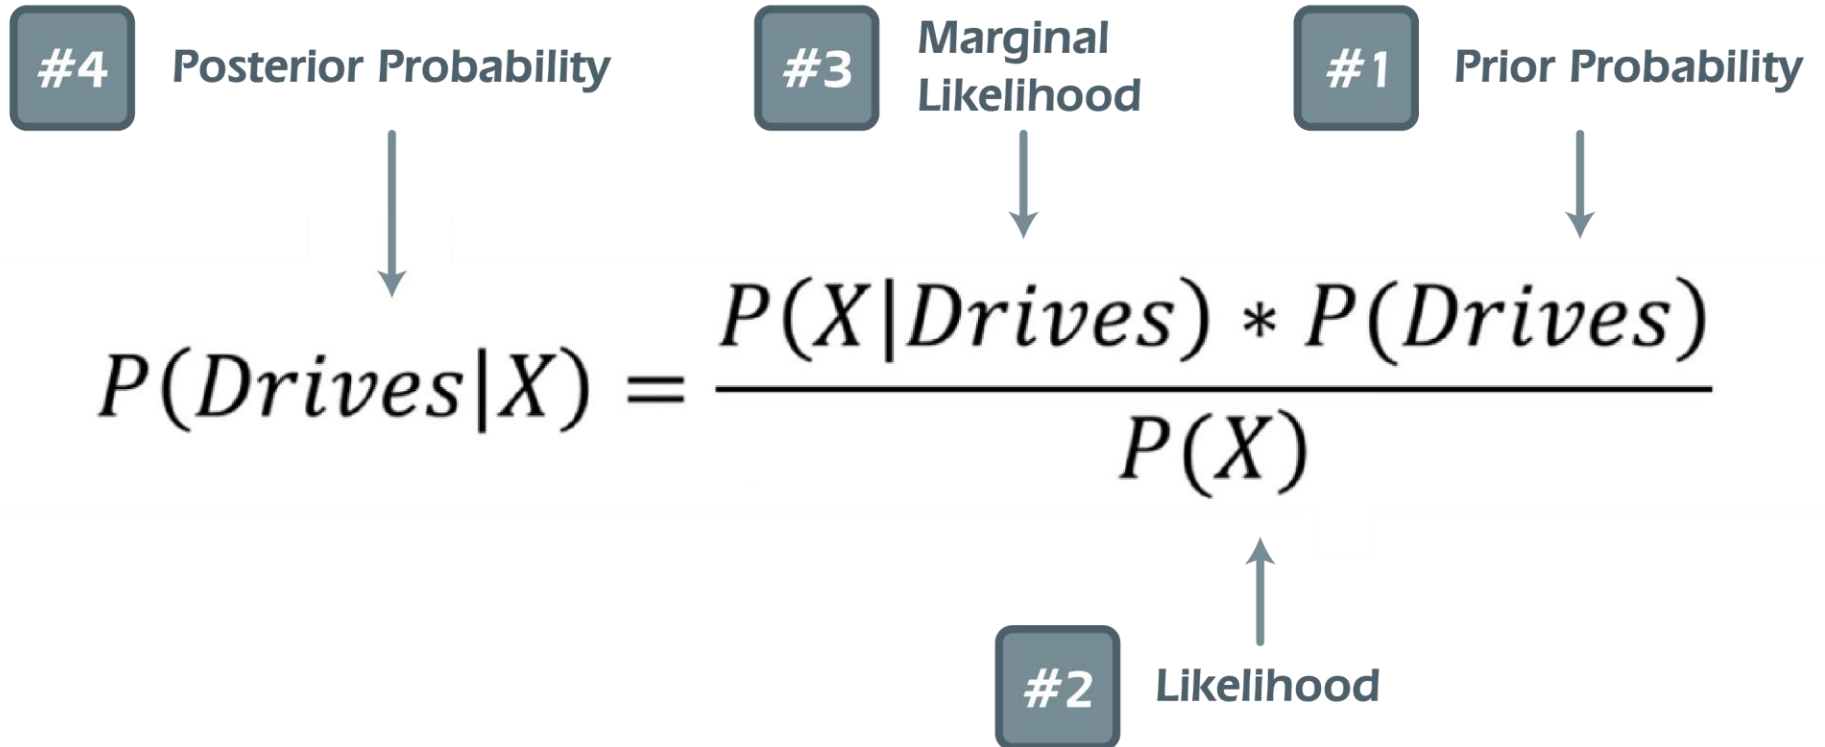 #4 Posterior Probability
#3 Marginal Likelihood
#1 Prior Probability
P(Drives|X) = P(X|Drives) * P(Drives)
P(X)
#2 Likelihood